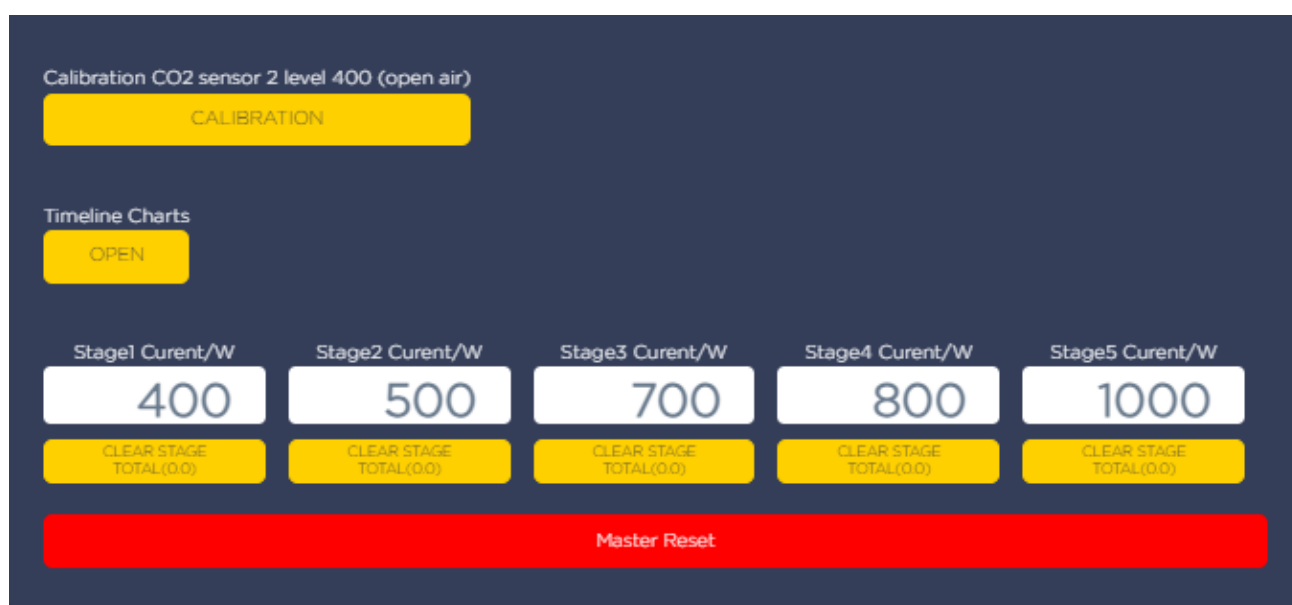 Calibration CO2 sensor 2 level 400 (open air)
CALIBRATION
Timeline Charts
OPEN
Stage1 Curent/W
Stage2 Curent/W
Stage3 Curent/W
Stage4 Curent/W
Stage5 Curent/W
400
500
700
800
1000
CLEAR STAGE
TOTAL(0.0)
CLEAR STAGE
TOTAL(0.0)
CLEAR STAGE
TOTAL(0.0)
CLEAR STAGE
TOTAL(0.0)
CLEAR STAGE
TOTAL(0.0)
Master Reset